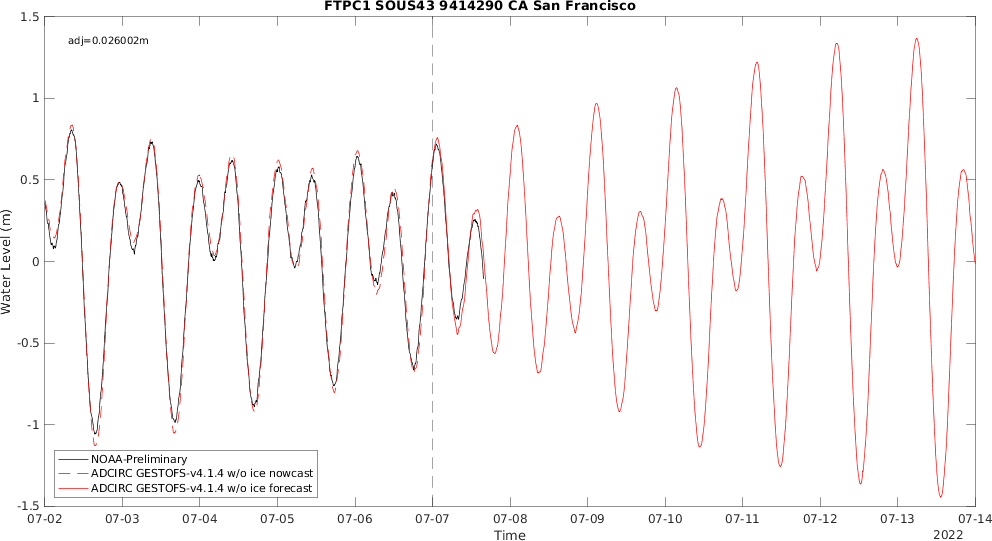 FTPC1 SOUS43 9414290 CA San Francisco
adj=0.026002m
1.5
1
0.5
0
-0.5
-1
-1.5
Water Level (m)
NOAA-Preliminary
ADCIRC GESTOFS-v4.1.4 w/o ice nowcast
ADCIRC GESTOFS-v4.1.4 w/o ice forecast
07-02 07-03 07-04 07-05 07-06 07-07 07-08 07-09 07-10 07-11 07-12 07-13 07-14
Time
2022